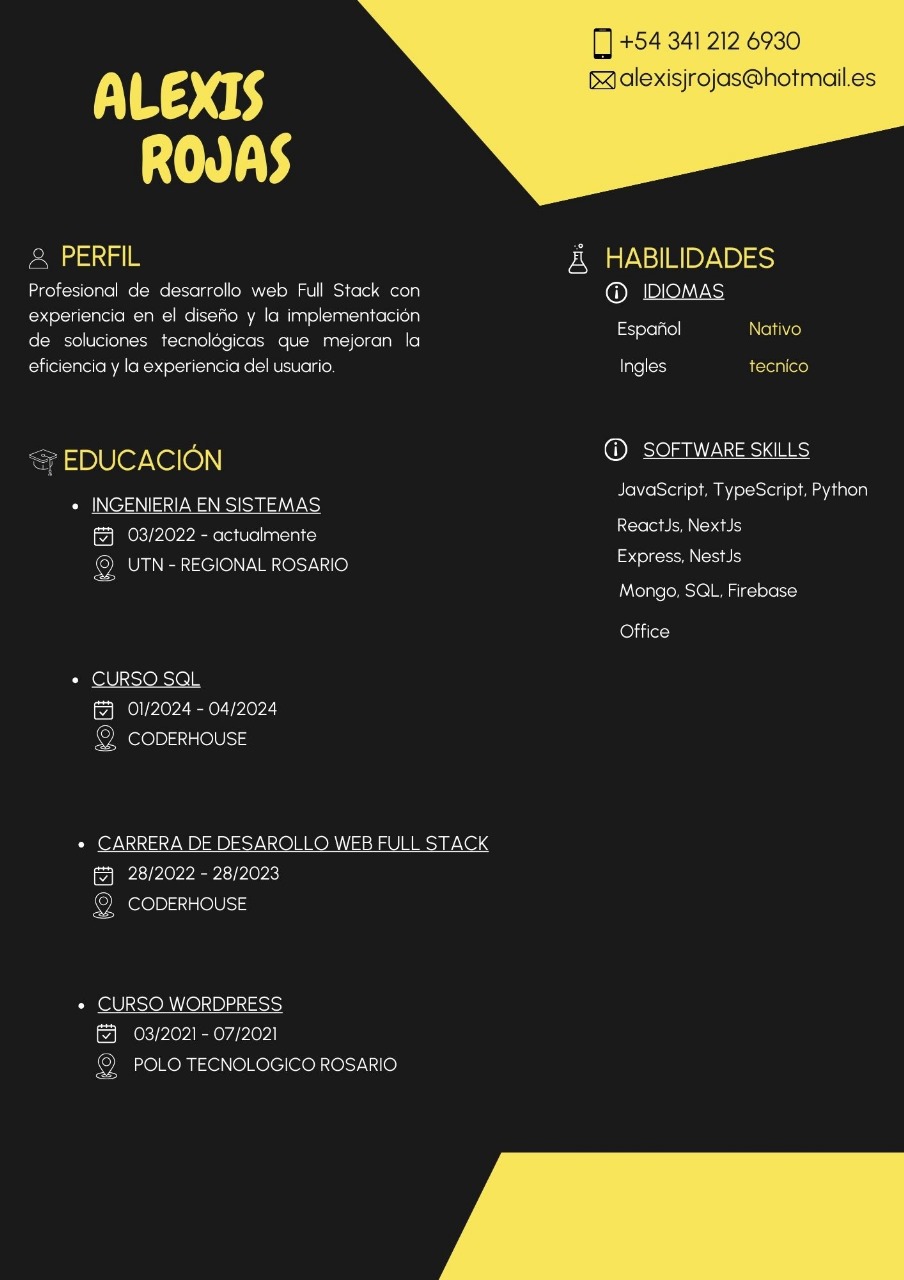 +54 341 212 6930
alexisjrojas@hotmail.es
ALEXIS
ROJAS
PERFIL
Profesional de desarrollo web Full Stack con
experiencia en el diseño y la implementación
de soluciones tecnológicas que mejoran la
eficiencia y la experiencia del usuario.
EDUCACIÓN
• INGENIERIA EN SISTEMAS
03/2022 - actualmente
UTN - REGIONAL ROSARIO
• CURSO SQL
01/2024 - 04/2024
CODERHOUSE
• CARRERA DE DESAROLLO WEB FULL STACK
28/2022 - 28/2023
CODERHOUSE
• CURSO WORDPRESS
03/2021 - 07/2021
POLO TECNOLOGICO ROSARIO
HABILIDADES
IDIOMAS
Español Nativo
Ingles tecníco
SOFTWARE SKILLS
JavaScript, TypeScript, Python
ReactJs, NextJs
Express, NestJs
Mongo, SQL, Firebase
Office